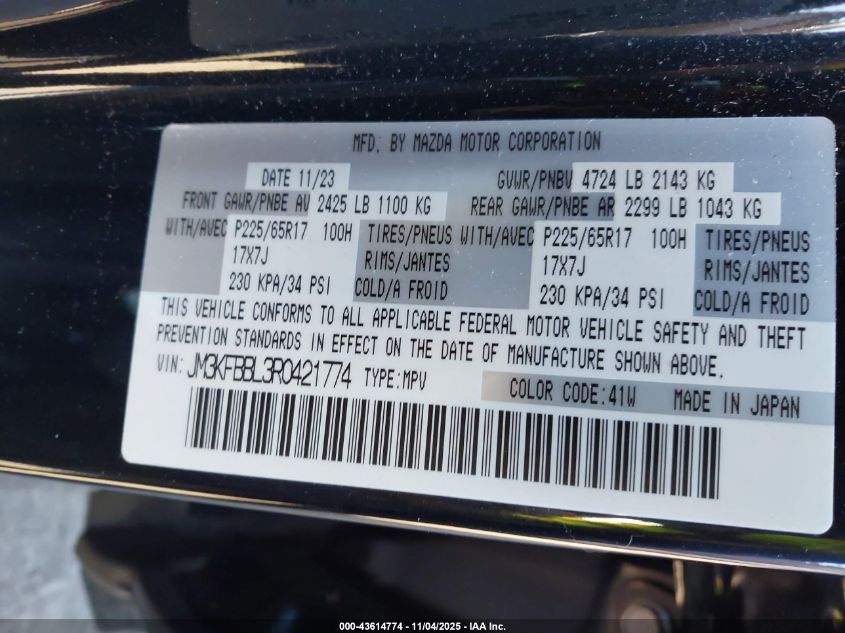 MFD. BY MAZDA MOTOR CORPORATION
DATE 11/23 GVWR/PNBV 4724 LB 2143 KG
FRONT GAWR/PNBE AV 2425 LB 1100 KG REAR GAWR/PNBE AR 2299 LB 1043 KG
WITH/AVEC P225/65R17 100H TIRES/PNEUS WITH/AVEC P225/65R17 100H TIRES/PNEUS
17X7J RIMS/JANTES 17X7J RIMS/JANTES
230 KPA/34 PSI COLD/A FROID 230 KPA/34 PSI COLD/A FROID
THIS VEHICLE CONFORMS TO ALL APPLICABLE FEDERAL MOTOR VEHICLE SAFETY AND THEFT
PREVENTION STANDARDS IN EFFECT ON THE DATE OF MANUFACTURE SHOWN ABOVE.
VIN: JM3KFBBL3R0421774 TYPE:MPV COLOR CODE:41W MADE IN JAPAN
000-43614774 - 11/04/2025 - IAA Inc.